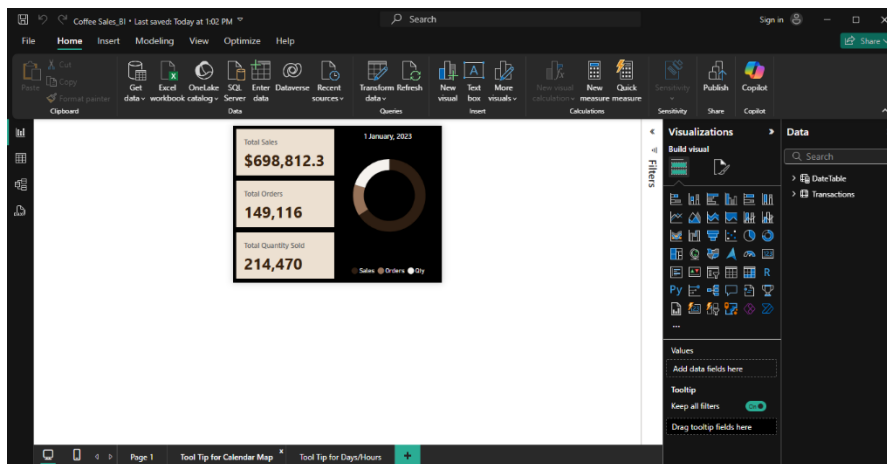 Coffee Sales_BI • Last saved: Today at 1:02 PM
Search
Sign in
File Home Insert Modeling View Optimize Help
Share
Paste
Cut
Copy
Format painter
Clipboard
Get data
Excel workbook
OneLake catalog
SQL Server
Enter data
Dataverse
Recent sources
Data
Transform data
Refresh
Queries
New visual
Text box
More visuals
Insert
New visual calculation
New measure
Quick measure
Calculations
Sensitivity
Sensitivity
Publish
Share
Copilot
Copilot
Total Sales
$698,812.3
Total Orders
149,116
Total Quantity Sold
214,470
1 January, 2023
Sales Orders Qty
Filters
Visualizations
Build visual
R
Py
...
Values
Add data fields here
Tooltip
Keep all filters
On
Drag tooltip fields here
Data
Search
DateTable
Transactions
Page 1
Tool Tip for Calendar Map
Tool Tip for Days/Hours